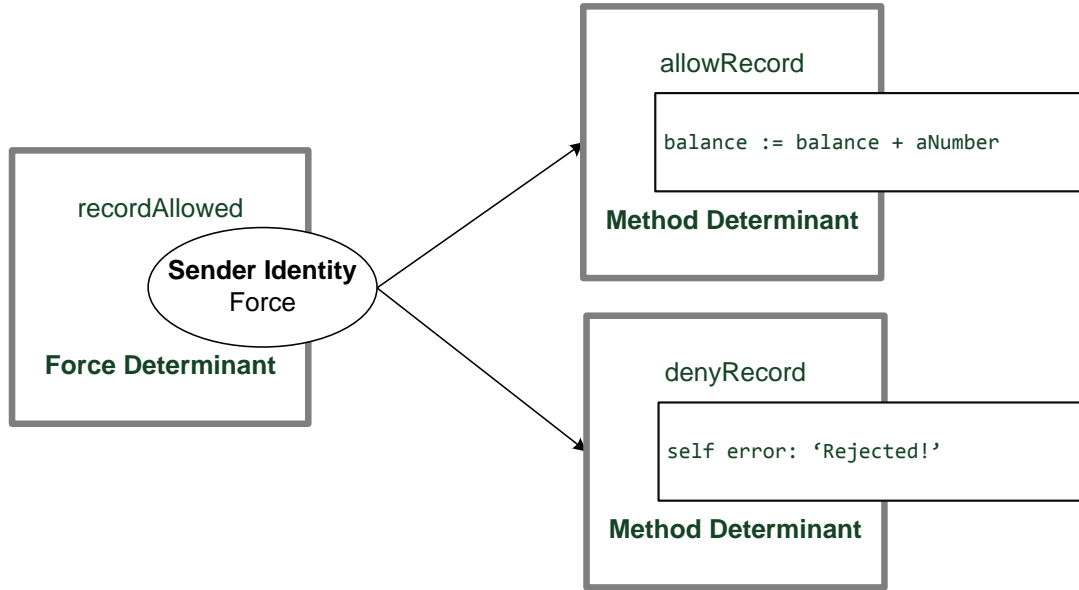 recordAllowed
Sender Identity
Force
Force Determinant
allowRecord
balance := balance + aNumber
Method Determinant
denyRecord
self error: ‘Rejected!’
Method Determinant